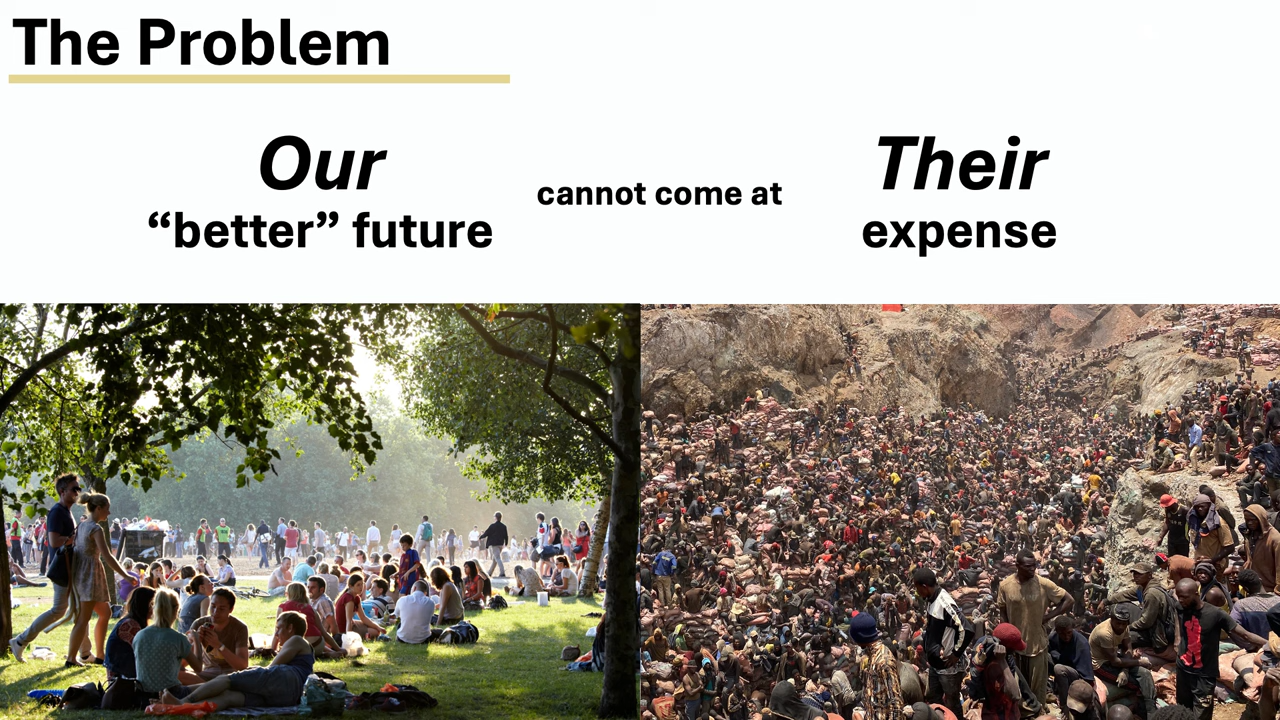 The Problem
Our
“better” future
cannot come at
Their
expense